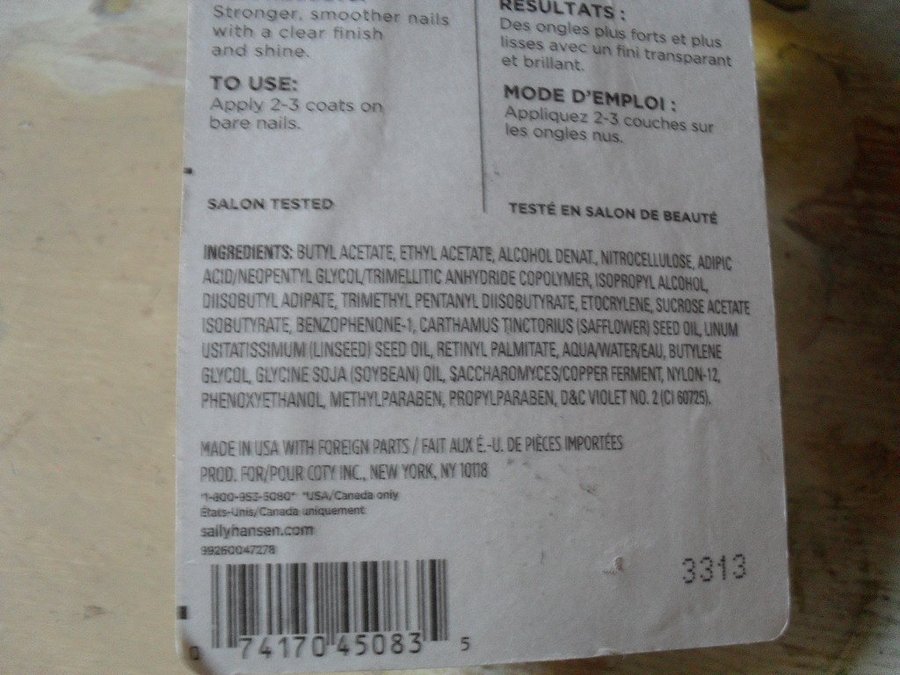 Stronger, smoother nails
with a clear finish
and shine.
TO USE:
Apply 2-3 coats on
bare nails.
SALON TESTED
RÉSULTATS :
Des ongles plus forts et plus
lisses avec un fini transparant
et brillant.
MODE D'EMPLOI :
Appliquez 2-3 couches sur
les ongles nus.
TESTÉ EN SALON DE BEAUTÉ
INGREDIENTS: BUTYL ACETATE, ETHYL ACETATE, ALCOHOL DENAT., NITROCELLULOSE, ADIPIC
ACID/NEOPENTYL GLYCOL/TRIMELLITIC ANHYDRIDE COPOLYMER, ISOPROPYL ALCOHOL,
DIISOBUTYL ADIPATE, TRIMETHYL PENTANYL DIISOBUTYRATE, ETOCRYLENE, SUCROSE ACETATE
ISOBUTYRATE, BENZOPHENONE-1, CARTHAMUS TINCTORIUS (SAFFLOWER) SEED OIL, LINUM
USITATISSIMUM (LINSEED) SEED OIL, RETINYL PALMITATE, AQUA/WATER/EAU, BUTYLENE
GLYCOL, GLYCINE SOJA (SOYBEAN) OIL, SACCHAROMYCES/COPPER FERMENT, NYLON-12,
PHENOXYETHANOL, METHYLPARABEN, PROPYLPARABEN, D&C VIOLET NO. 2 (CI 60725).
MADE IN USA WITH FOREIGN PARTS / FAIT AUX É.-U. DE PIÈCES IMPORTÉES
PROD. FOR/POUR COTY INC., NEW YORK, NY 10118
*1-800-953-5080* *USA/Canada only
États-Unis/Canada uniquement
sallyhansen.com
99260047278
3313
0 74170 45083 5